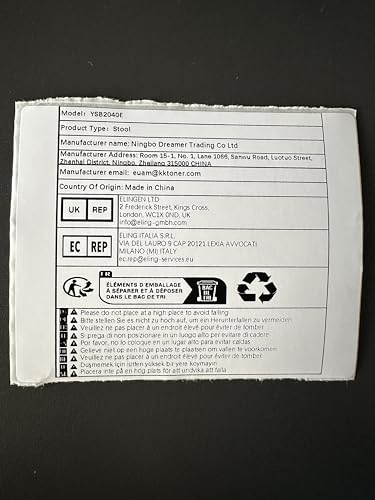 Model: YSB2040E
Product Type: Stool
Manufacturer name: Ningbo Dreamer Trading Co Ltd
Manufacturer Address: Room 15-1, No. 1, Lane 1066, Sanwu Road, Luotuo Street,
Zhenhai District, Ningbo, Zhejiang 315000 CHINA
Manufacturer email: euam@kktoner.com
Country Of Origin: Made in China
UK REP
ELINGEN LTD
2 Frederick Street, Kings Cross,
London, WC1X 0ND, UK
info@eling-gmbh.com
EC REP
ELING ITALIA S.R.L.
VIA DEL LAURO 9 CAP 20121 LEXIA AVVOCATI
MILANO (MI) ITALY
ec.rep@eling-services.eu
ÉLÉMENTS D'EMBALLAGE
À SÉPARER ET À DÉPOSER
DANS LE BAC DE TRI
BAC
DE
TRI
Please do not place at a high place to avoid falling
Bitte stellen Sie es nicht zu hoch auf, um ein Herunterfallen zu vermeiden
Veuillez ne pas placer à un endroit élevé pour éviter de tomber
Si prega di non posizionare in un luogo alto per evitare di cadere
Por favor, no lo coloque en un lugar alto para evitar caídas
Gelieve niet op een hoge plaats te plaatsen om vallen te voorkomen
Veuillez ne pas placer à un endroit élevé pour éviter de tomber
Düşmemek için lütfen yüksek bir yere koymayın
Placera inte på en hög plats för att undvika att falla